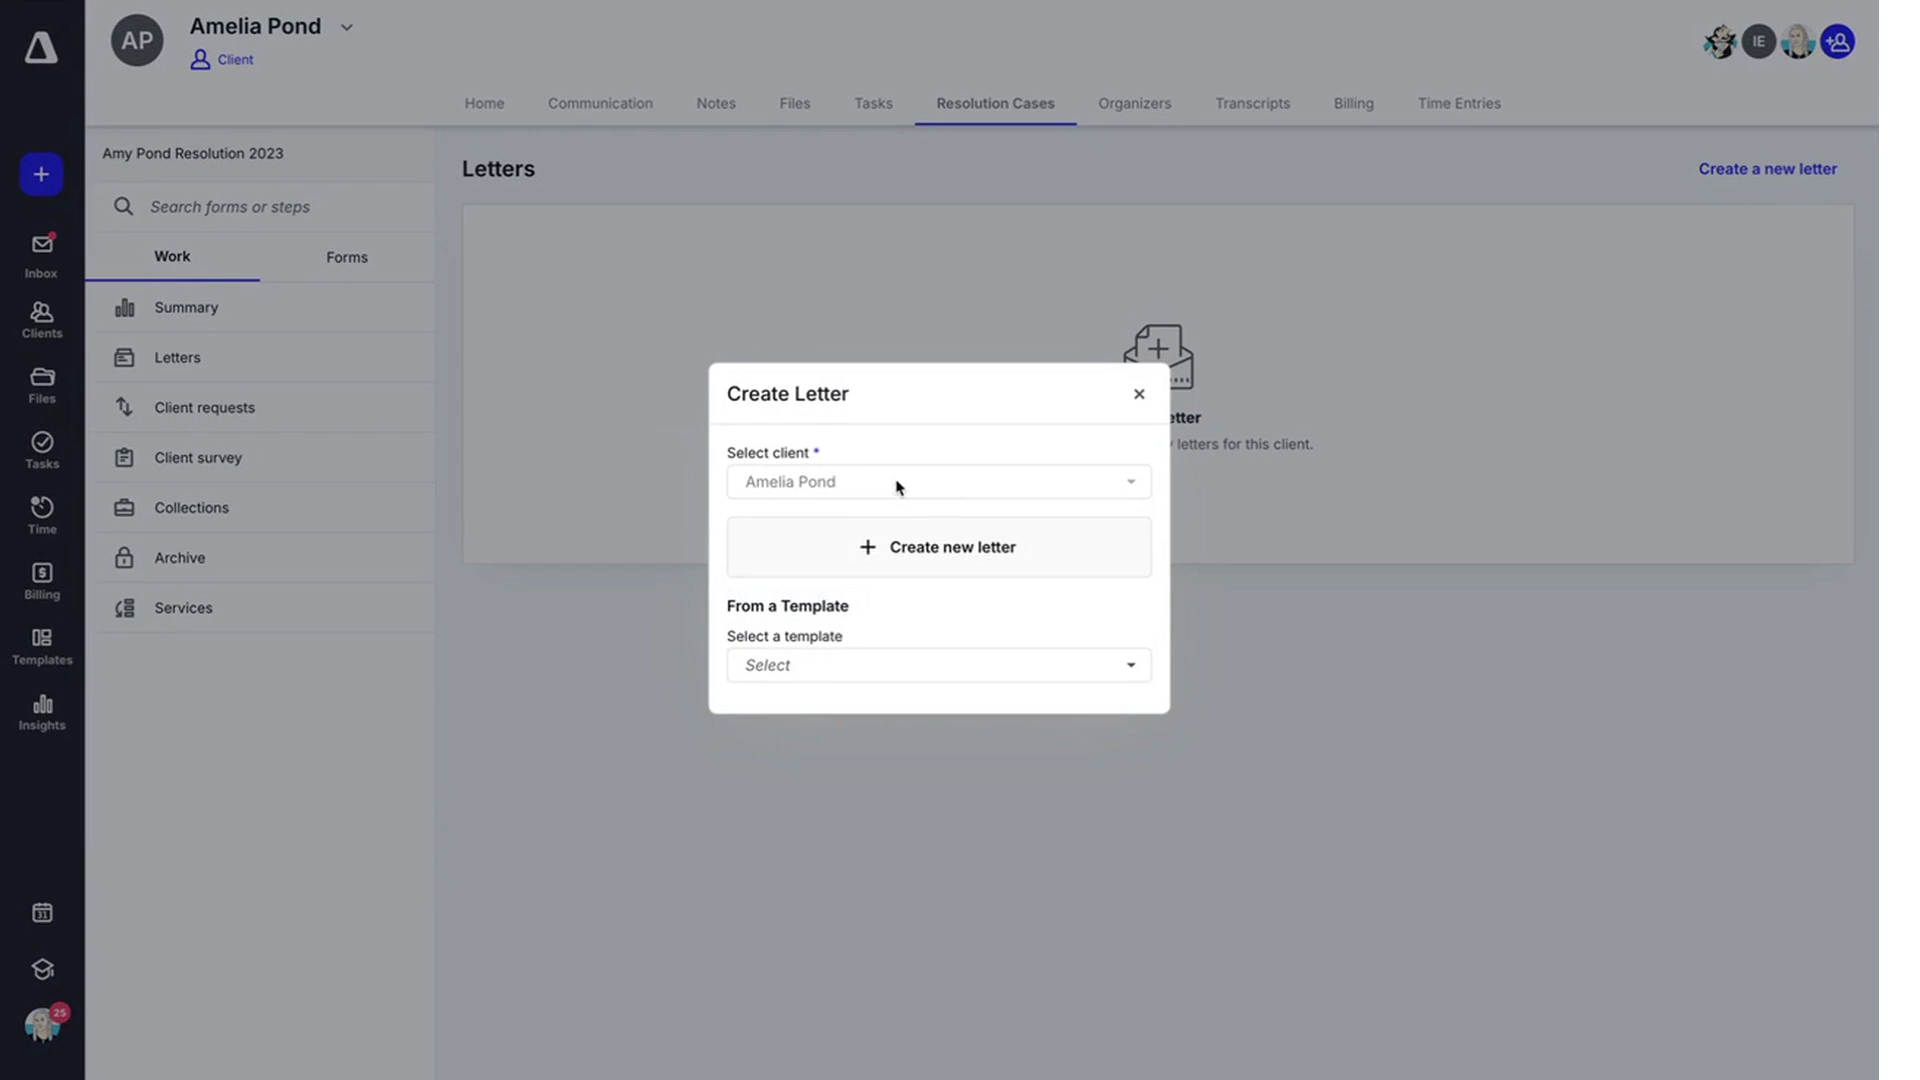 AP
Amelia Pond
Client
IE
Home
Communication
Notes
Files
Tasks
Resolution Cases
Organizers
Transcripts
Billing
Time Entries
Inbox
Clients
Files
Tasks
Time
Billing
Templates
Insights
31
25
Amy Pond Resolution 2023
Search forms or steps
Work
Forms
Summary
Letters
Client requests
Client survey
Collections
Archive
Services
Letters
Create a new letter
etter
letters for this client.
Create Letter
Select client *
Amelia Pond
Create new letter
From a Template
Select a template
Select